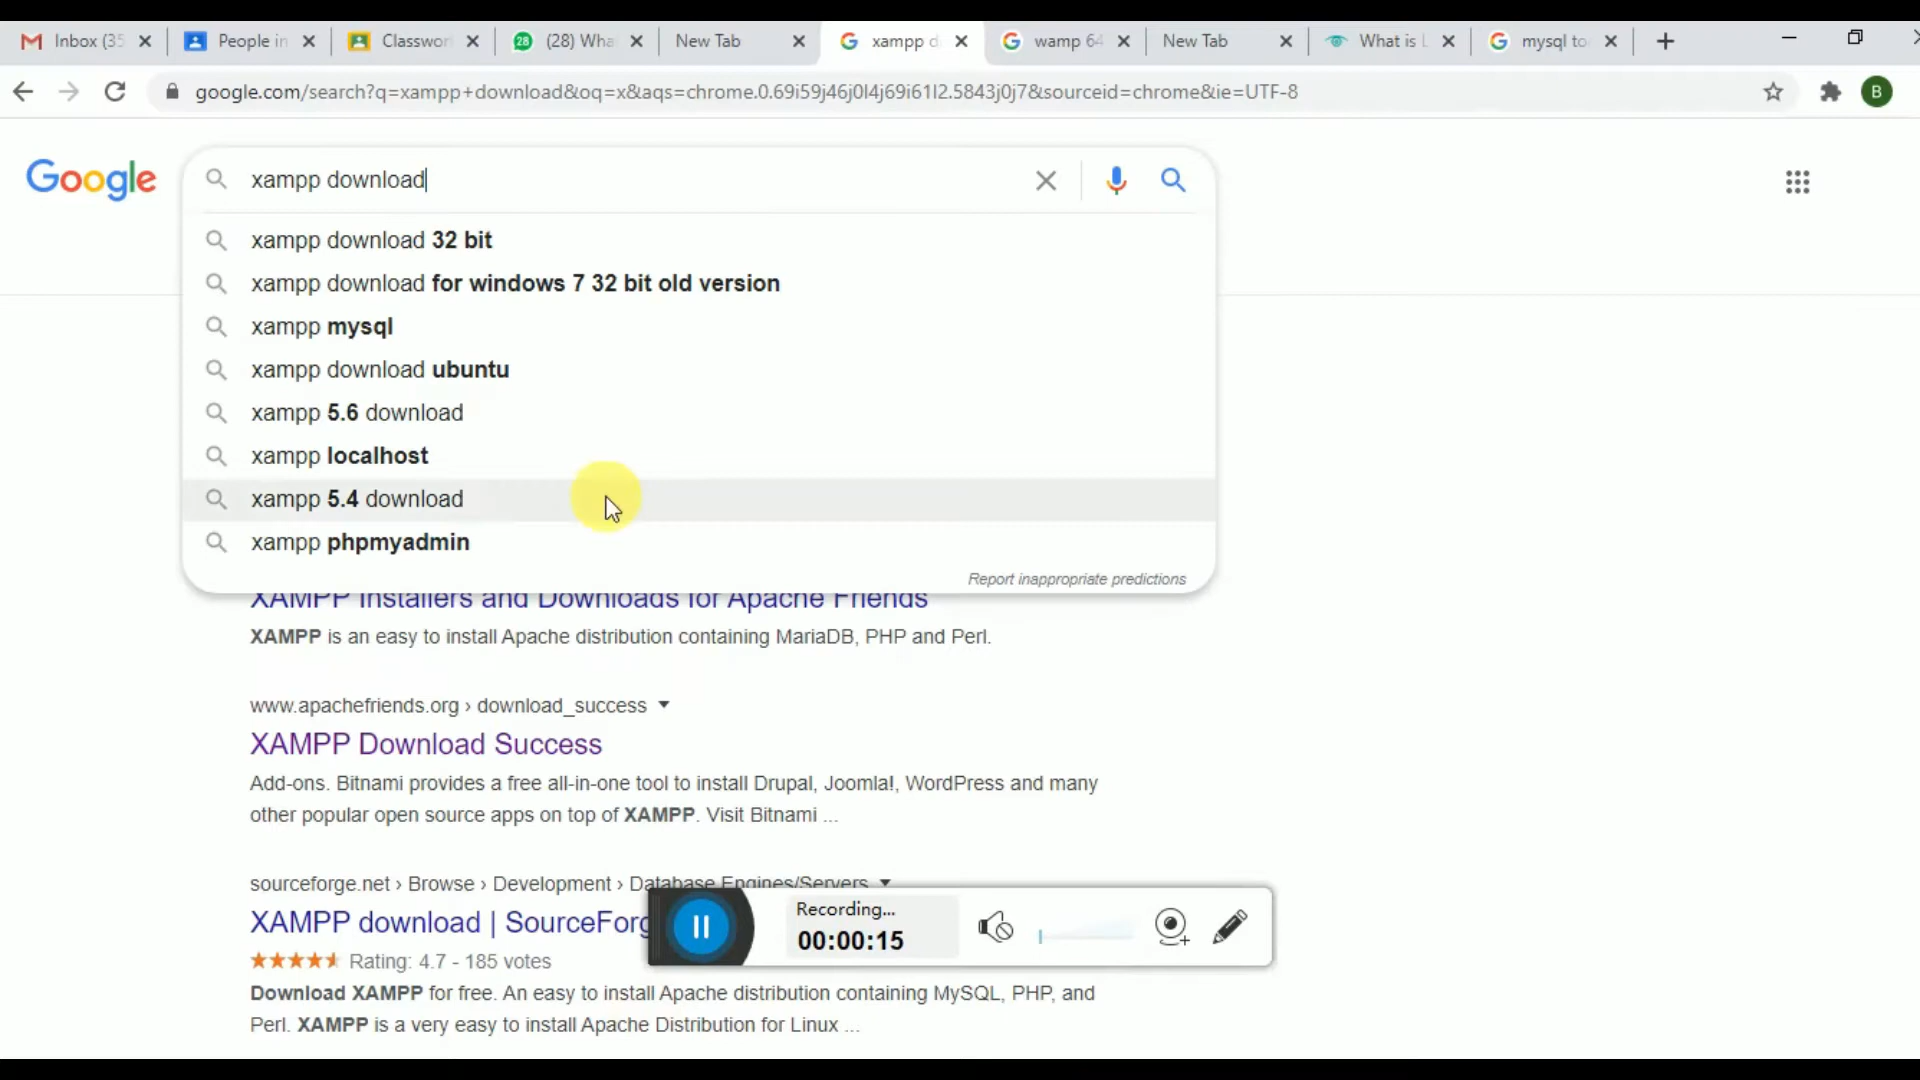 Inbox (35
People in
Classwor
28
(28) Wha
New Tab
xampp d
wamp 64
New Tab
What is L
mysql to
google.com/search?q=xampp+download&oq=x&aqs=chrome.0.69i59j46j0l4j69i61l2.5843j0j7&sourceid=chrome&ie=UTF-8
B
Google
xampp download
xampp download 32 bit
xampp download for windows 7 32 bit old version
xampp mysql
xampp download ubuntu
xampp 5.6 download
xampp localhost
xampp 5.4 download
xampp phpmyadmin
Report inappropriate predictions
XAMPP Installers and Downloads for Apache Friends
XAMPP is an easy to install Apache distribution containing MariaDB, PHP and Perl.
www.apachefriends.org › download_success
XAMPP Download Success
Add-ons. Bitnami provides a free all-in-one tool to install Drupal, Joomla!, WordPress and many
other popular open source apps on top of XAMPP. Visit Bitnami ...
sourceforge.net › Browse › Development › Database Engines/Servers
XAMPP download | SourceForg
Recording...
00:00:15
Rating: 4.7 - 185 votes
Download XAMPP for free. An easy to install Apache distribution containing MySQL, PHP, and
Perl. XAMPP is a very easy to install Apache Distribution for Linux ...